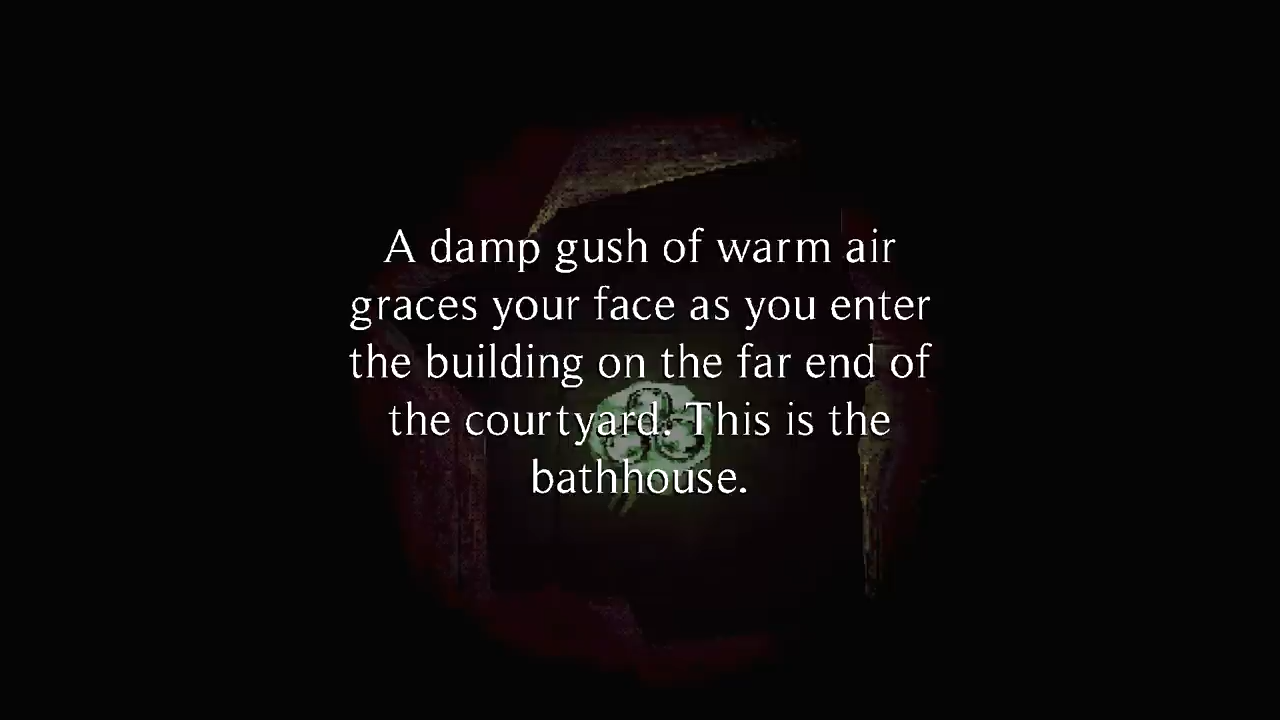 A damp gush of warm air
graces your face as you enter
the building on the far end of
the courtyard. This is the
bathhouse.